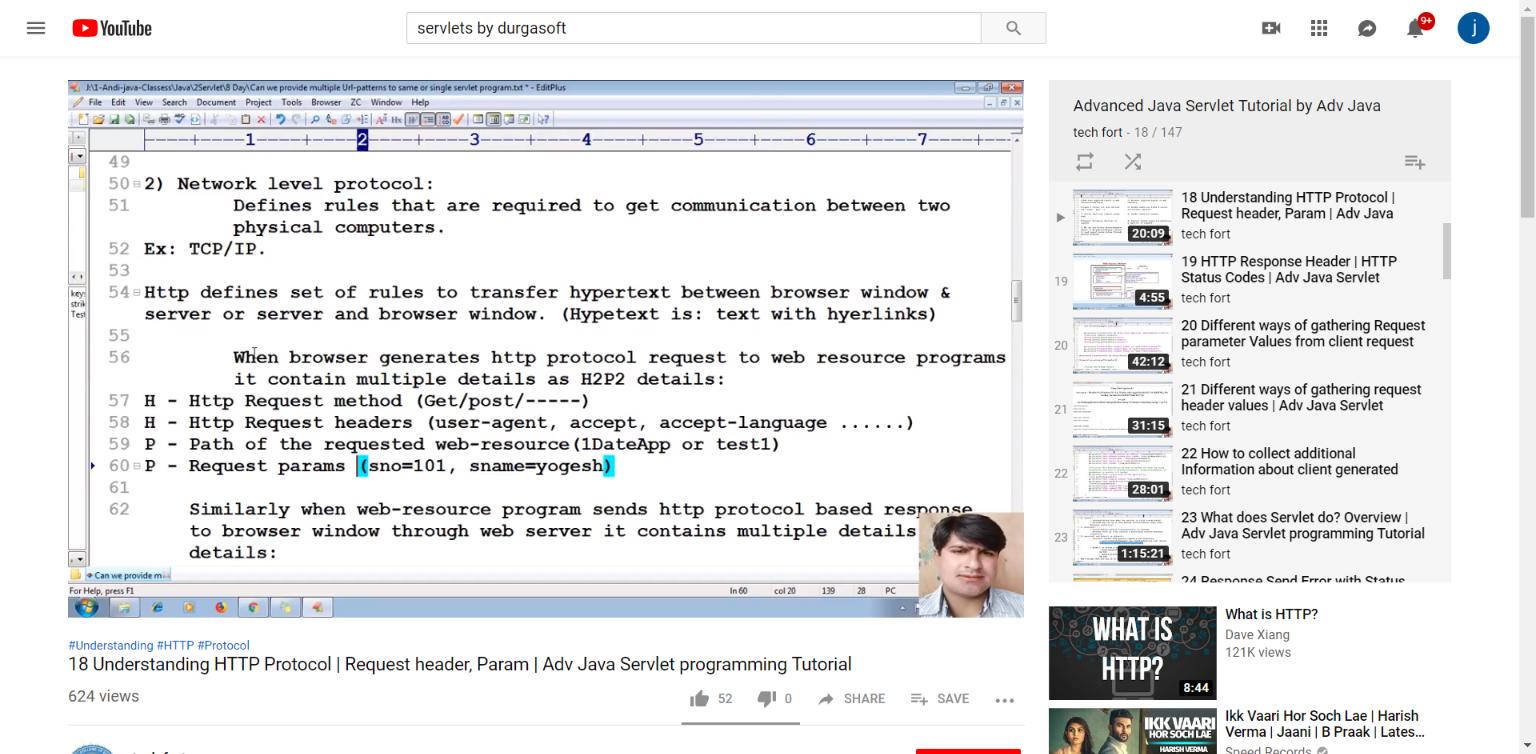 YouTube
servlets by durgasoft
9+
j
J:\1-Andi-java-Classess\Java\2Servlet\8 Day\Can we provide multiple Url-patterns to same or single servlet program.txt * - EditPlus
File Edit View Search Document Project Tools Browser ZC Window Help
----+----1----+----2----+----3----+----4----+----5----+----6----+----7----+-
49
50 2) Network level protocol:
51 Defines rules that are required to get communication between two
physical computers.
52 Ex: TCP/IP.
53
54 Http defines set of rules to transfer hypertext between browser window &
server or server and browser window. (Hypetext is: text with hyerlinks)
55
56 When browser generates http protocol request to web resource programs
it contain multiple details as H2P2 details:
57 H - Http Request method (Get/post/-----)
58 H - Http Request headers (user-agent, accept, accept-language ......)
59 P - Path of the requested web-resource(1DateApp or test1)
60 P - Request params (sno=101, sname=yogesh)
61
62 Similarly when web-resource program sends http protocol based response
to browser window through web server it contains multiple details
details:
key
strik
Test
Can we provide m
For Help, press F1
ln 60 col 20 139 28 PC
#Understanding #HTTP #Protocol
18 Understanding HTTP Protocol | Request header, Param | Adv Java Servlet programming Tutorial
624 views
52
0
SHARE
SAVE
Advanced Java Servlet Tutorial by Adv Java
tech fort - 18 / 147
18 Understanding HTTP Protocol |
Request header, Param | Adv Java
tech fort
20:09
19
19 HTTP Response Header | HTTP
Status Codes | Adv Java Servlet
tech fort
4:55
20
20 Different ways of gathering Request
parameter Values from client request
tech fort
42:12
21
21 Different ways of gathering request
header values | Adv Java Servlet
tech fort
31:15
22
22 How to collect additional
Information about client generated
tech fort
28:01
23
23 What does Servlet do? Overview |
Adv Java Servlet programming Tutorial
tech fort
1:15:21
24 Response Send Error with Status
WHAT IS
HTTP?
8:44
What is HTTP?
Dave Xiang
121K views
IKK VAARI
HOR SOCH LAE
HARISH
VERMA
Ikk Vaari Hor Soch Lae | Harish
Verma | Jaani | B Praak | Lates...
Speed Records